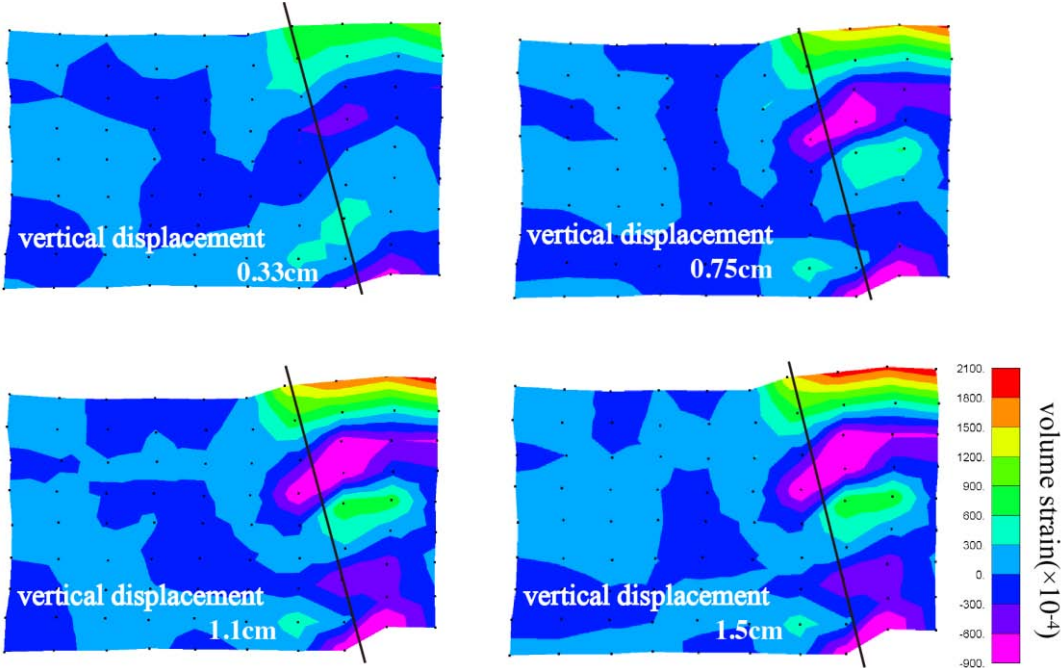 vertical displacement
0.33cm
vertical displacement
0.75cm
vertical displacement
1.1cm
vertical displacement
1.5cm
2100.
1800.
1500.
1200.
900.
600.
300.
0.
-300.
-600.
-900.
volume strain(×10⁻⁴)